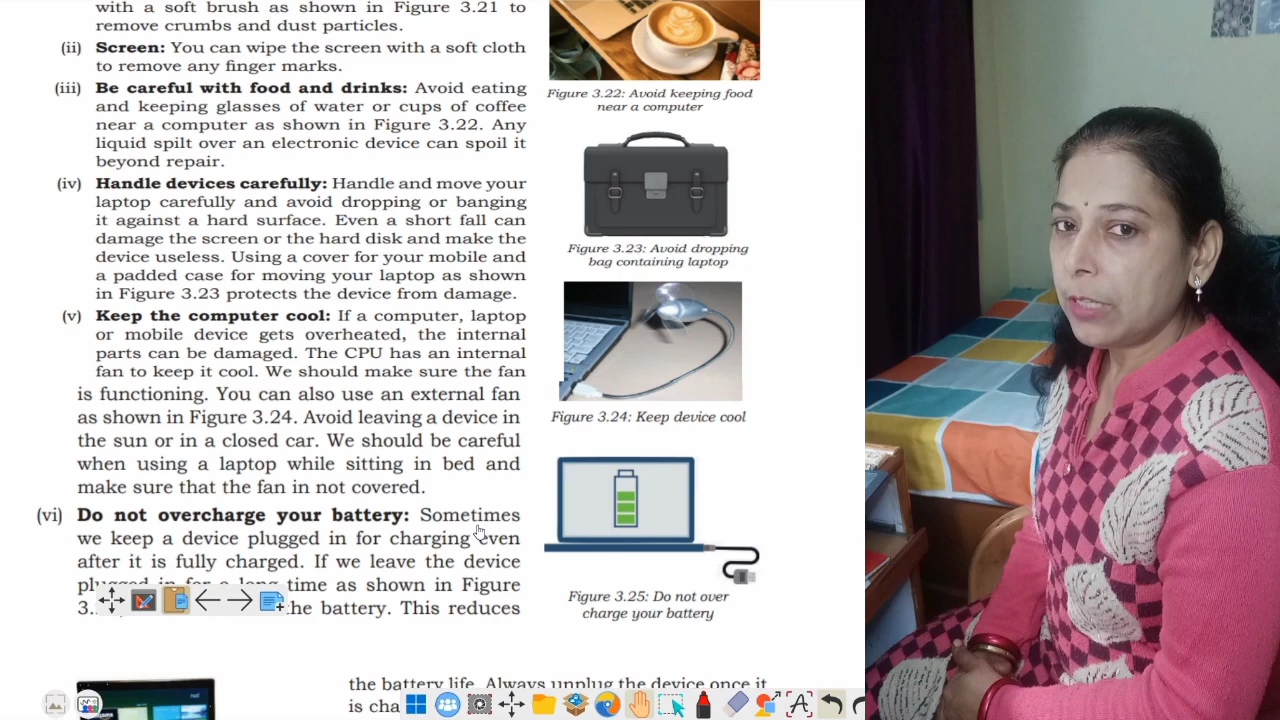 with a soft brush as shown in Figure 3.21 to
remove crumbs and dust particles.
(ii) Screen: You can wipe the screen with a soft cloth
to remove any finger marks.
(iii) Be careful with food and drinks: Avoid eating
and keeping glasses of water or cups of coffee
near a computer as shown in Figure 3.22. Any
liquid spilt over an electronic device can spoil it
beyond repair.
(iv) Handle devices carefully: Handle and move your
laptop carefully and avoid dropping or banging
it against a hard surface. Even a short fall can
damage the screen or the hard disk and make the
device useless. Using a cover for your mobile and
a padded case for moving your laptop as shown
in Figure 3.23 protects the device from damage.
(v) Keep the computer cool: If a computer, laptop
or mobile device gets overheated, the internal
parts can be damaged. The CPU has an internal
fan to keep it cool. We should make sure the fan
is functioning. You can also use an external fan
as shown in Figure 3.24. Avoid leaving a device in
the sun or in a closed car. We should be careful
when using a laptop while sitting in bed and
make sure that the fan in not covered.
(vi) Do not overcharge your battery: Sometimes
we keep a device plugged in for charging even
after it is fully charged. If we leave the device
plugged in for a long time as shown in Figure
the battery. This reduces
the battery life. Always unplug the device once it
is
Figure 3.22: Avoid keeping food
near a computer
Figure 3.23: Avoid dropping
bag containing laptop
Figure 3.24: Keep device cool
Figure 3.25: Do not over
charge your battery